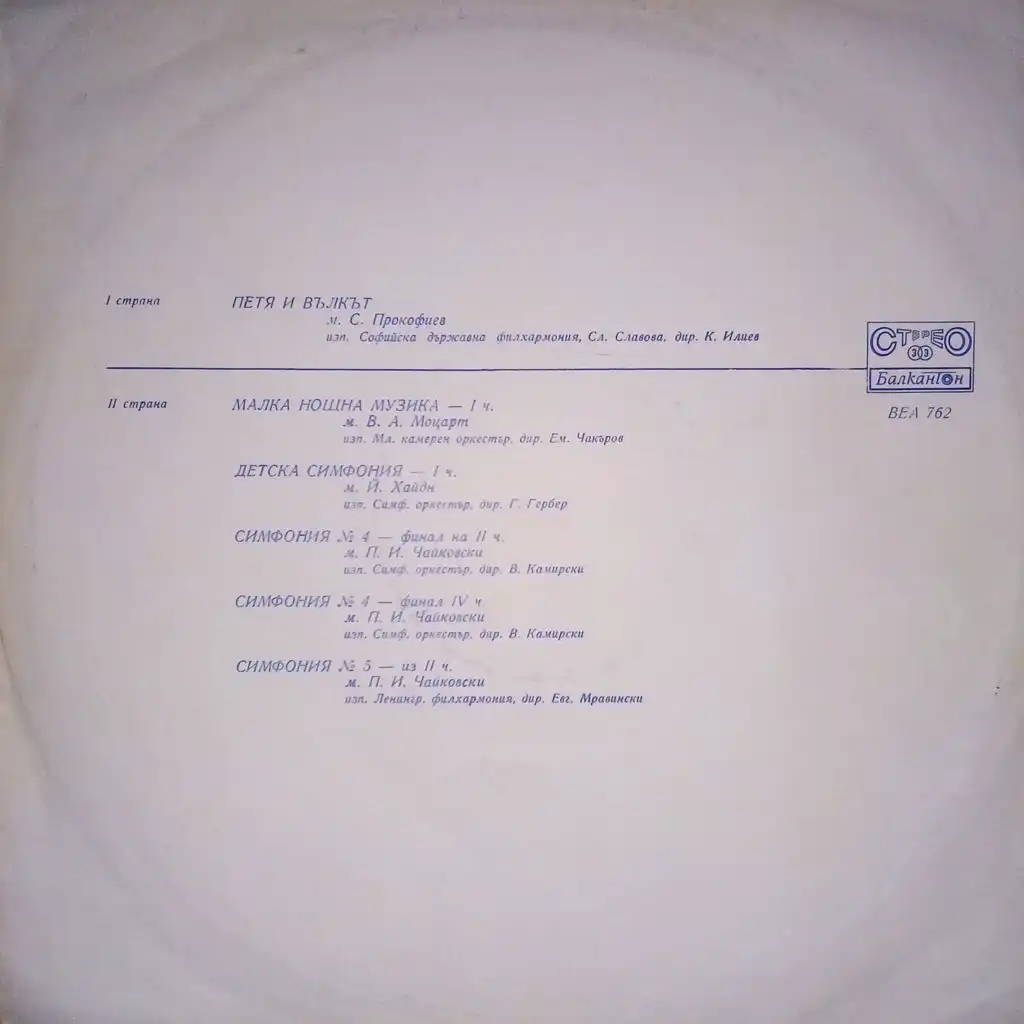 I страна
ПЕТЯ И ВЪЛКЪТ
м. С. Прокофиев
изп. Софийска държавна филхармония, Сл. Славова, дир. К. Илиев
СТЕРЕО
33
Балкантон
ВЕА 762
II страна
МАЛКА НОЩНА МУЗИКА — I ч.
м. В. А. Моцарт
изп. Мл. камерен оркестър, дир. Ем. Чакъров
ДЕТСКА СИМФОНИЯ — I ч.
м. Й. Хайдн
изп. Симф. оркестър, дир. Г. Гербер
СИМФОНИЯ № 4 — финал на II ч.
м. П. И. Чайковски
изп. Симф. оркестър, дир. В. Камирски
СИМФОНИЯ № 4 — финал IV ч
м. П. И. Чайковски
изп. Симф. оркестър, дир. В. Камирски
СИМФОНИЯ № 5 — из II ч.
м. П. И. Чайковски
изп. Ленингр. филхармония, дир. Евг. Мравински